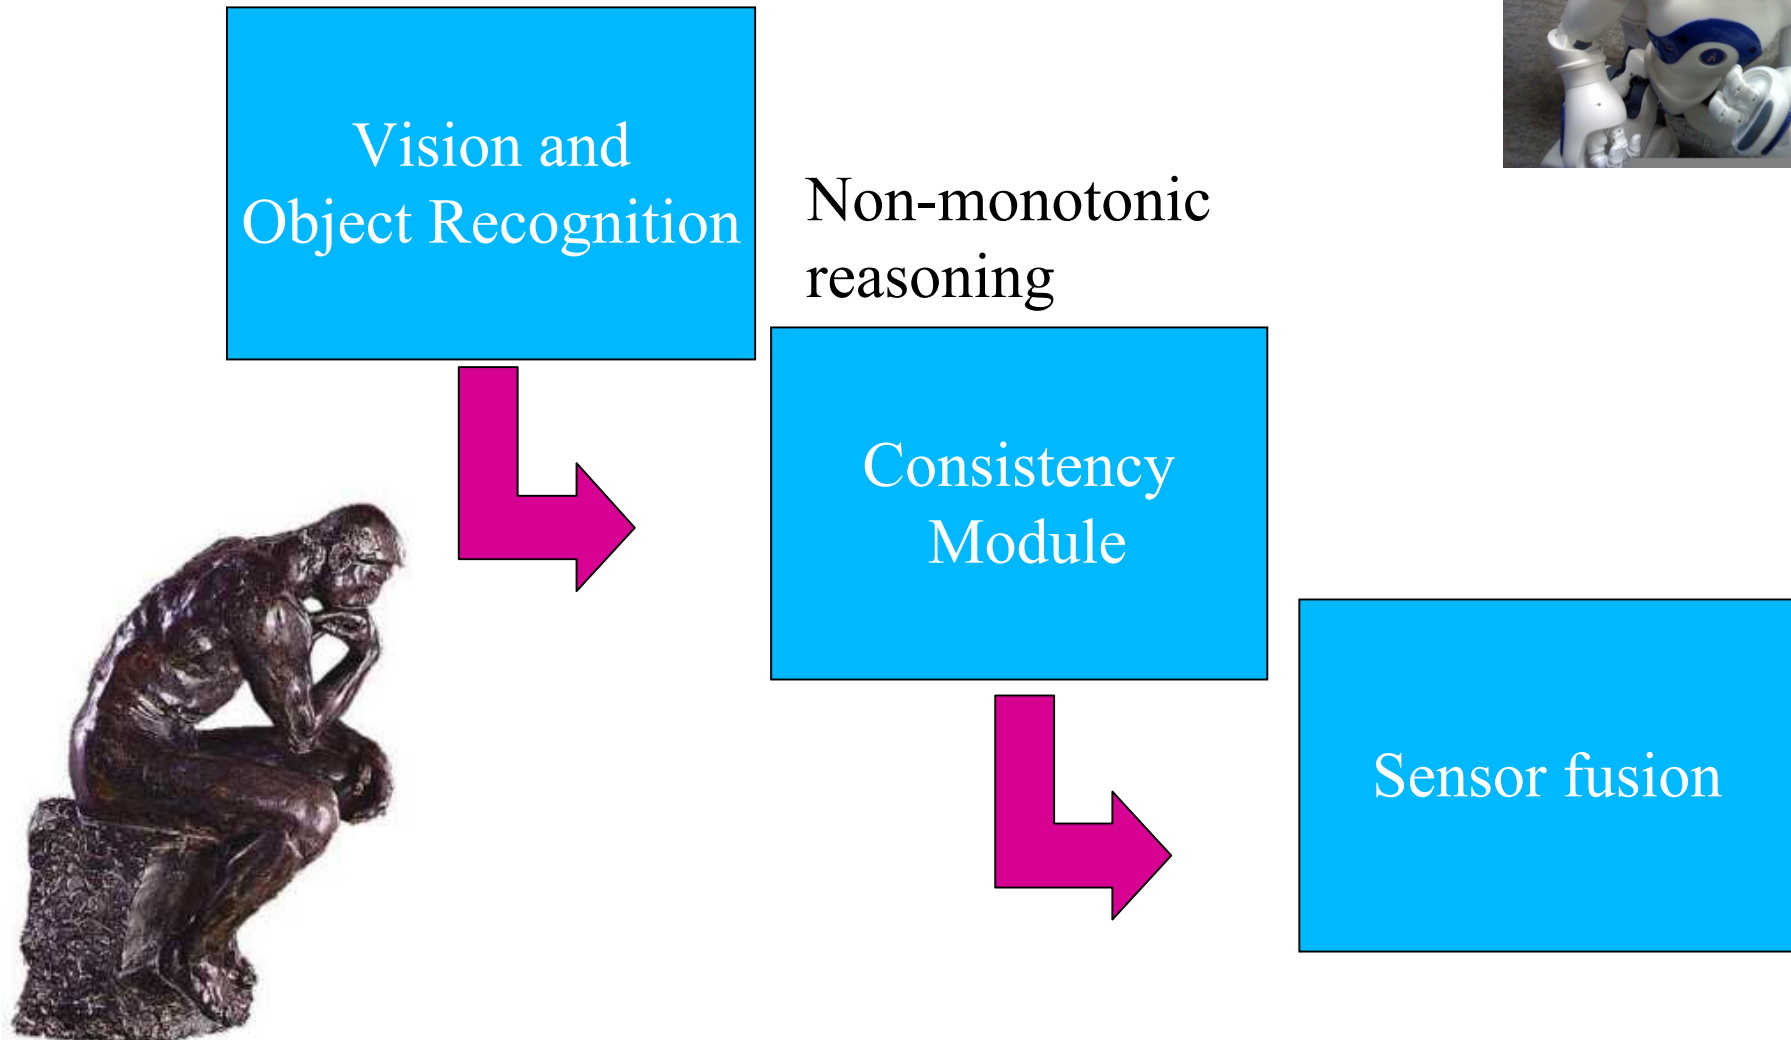 Vision and
Object Recognition
Non-monotonic
reasoning
Consistency
Module
Sensor fusion